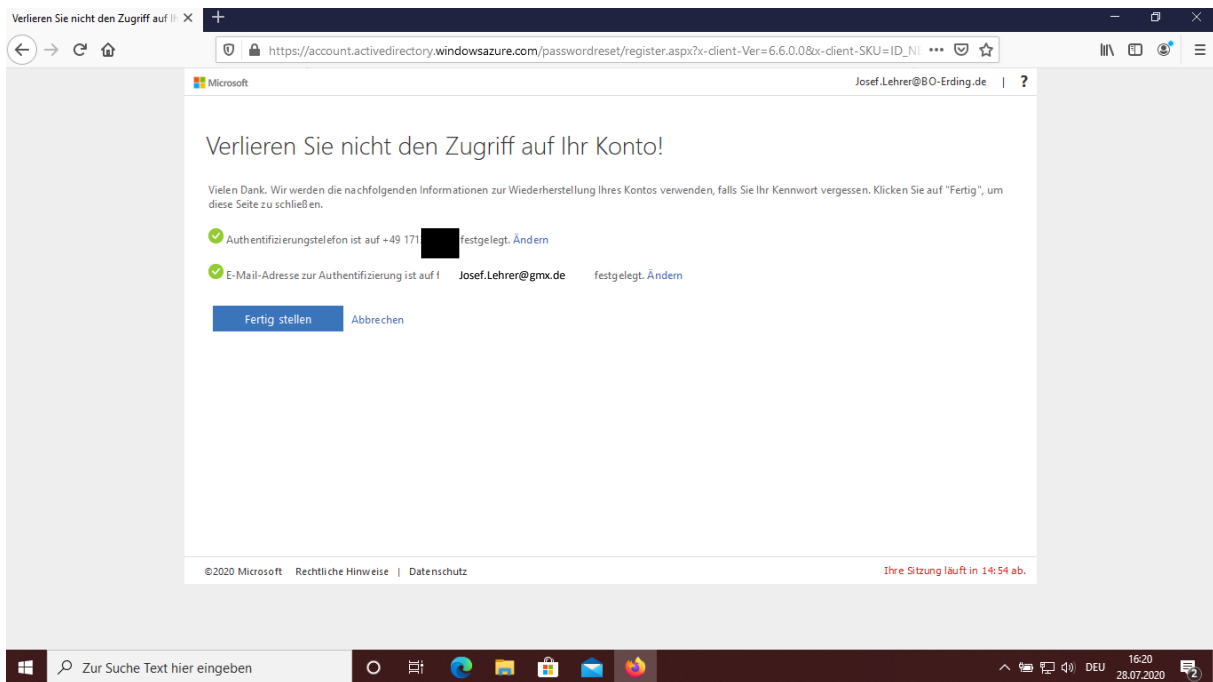 Verlieren Sie nicht den Zugriff auf Ih
https://account.activedirectory.windowsazure.com/passwordreset/register.aspx?x-client-Ver=6.6.0.0&x-client-SKU=ID_NE
Microsoft
Josef.Lehrer@BO-Erding.de | ?
Verlieren Sie nicht den Zugriff auf Ihr Konto!
Vielen Dank. Wir werden die nachfolgenden Informationen zur Wiederherstellung Ihres Kontos verwenden, falls Sie Ihr Kennwort vergessen. Klicken Sie auf "Fertig", um
diese Seite zu schließen.
Authentifizierungstelefon ist auf +49 171 festgelegt. Ändern
E-Mail-Adresse zur Authentifizierung ist auf Josef.Lehrer@gmx.de festgelegt. Ändern
Fertig stellen Abbrechen
©2020 Microsoft Rechtliche Hinweise | Datenschutz
Ihre Sitzung läuft in 14:54 ab.
Zur Suche Text hier eingeben
DEU
16:20
28.07.2020
2